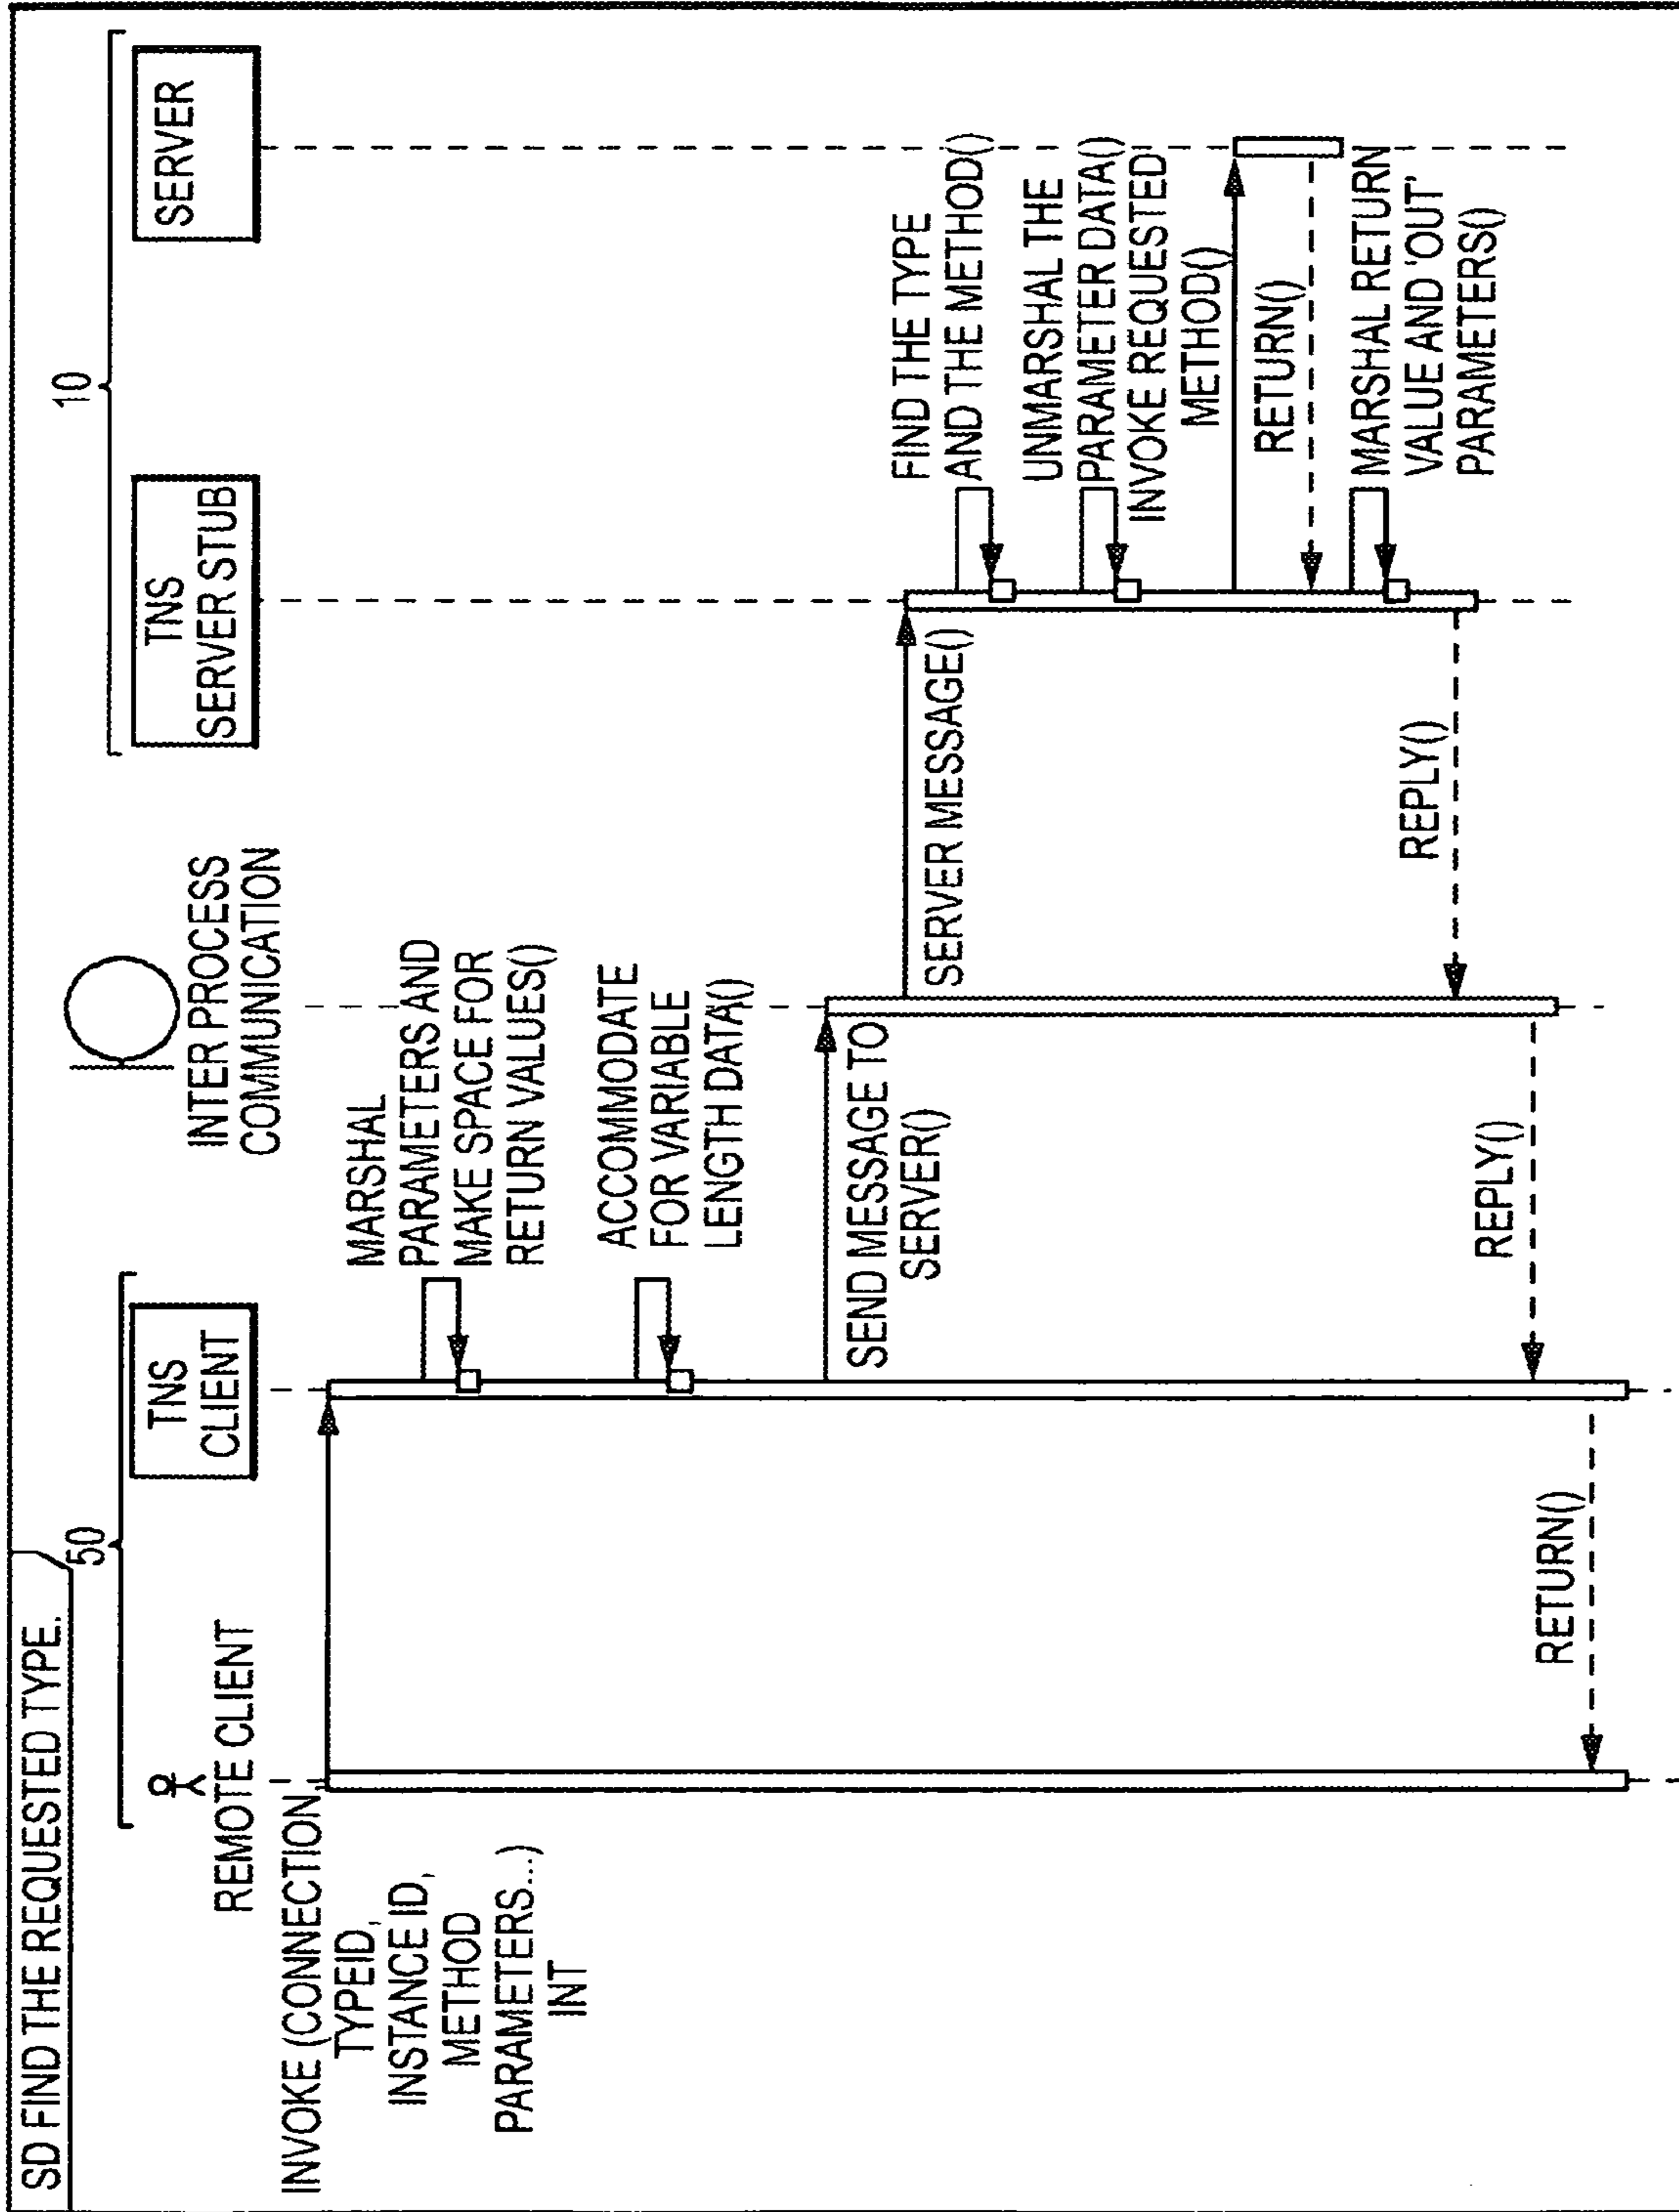 SD FIND THE REQUESTED TYPE.
50
10
REMOTE CLIENT
TNS
CLIENT
INTER PROCESS
COMMUNICATION
TNS
SERVER STUB
SERVER
INVOKE (CONNECTION
TYPEID,
INSTANCE ID,
METHOD
PARAMETERS...)
INT
MARSHAL
PARAMETERS AND
MAKE SPACE FOR
RETURN VALUES()
ACCOMMODATE
FOR VARIABLE
LENGTH DATA()
SEND MESSAGE TO
SERVER()
SERVER MESSAGE()
FIND THE TYPE
AND THE METHOD()
UNMARSHAL THE
PARAMETER DATA()
INVOKE REQUESTED
METHOD()
RETURN()
MARSHAL RETURN
VALUE AND 'OUT'
PARAMETERS()
REPLY()
REPLY()
RETURN()